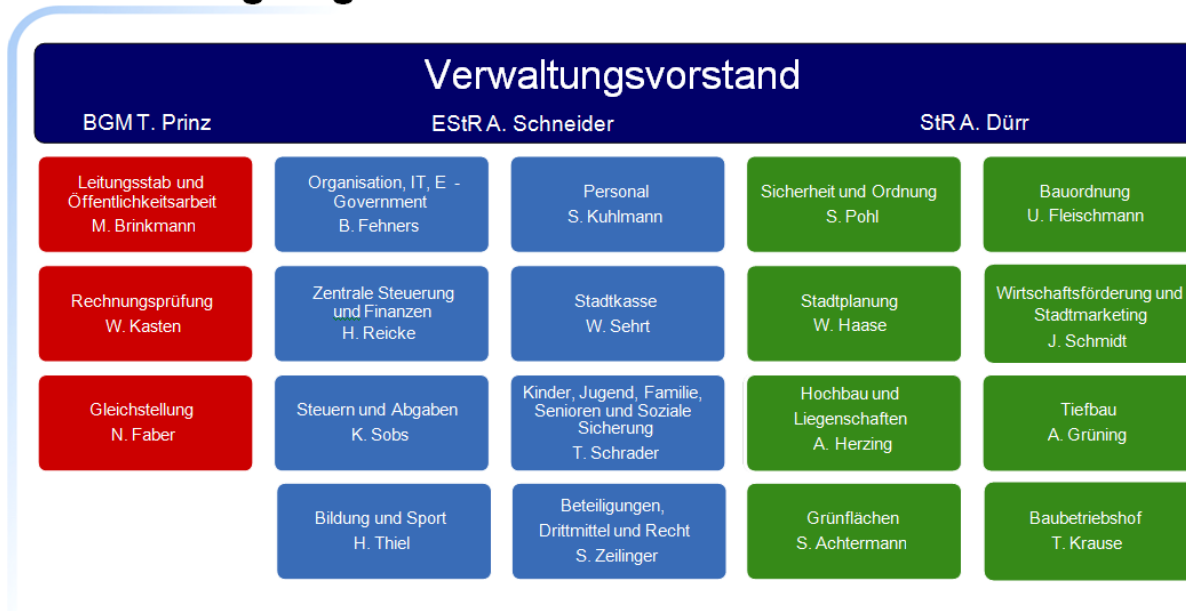 Verwaltungsvorstand
BGM T. Prinz
EStR A. Schneider
StR A. Dürr
Leitungsstab und
Öffentlichkeitsarbeit
M. Brinkmann
Organisation, IT, E -
Government
B. Fehners
Personal
S. Kuhlmann
Sicherheit und Ordnung
S. Pohl
Bauordnung
U. Fleischmann
Rechnungsprüfung
W. Kasten
Zentrale Steuerung
und Finanzen
H. Reicke
Stadtkasse
W. Sehrt
Stadtplanung
W. Haase
Wirtschaftsförderung und
Stadtmarketing
J. Schmidt
Gleichstellung
N. Faber
Steuern und Abgaben
K. Sobs
Kinder, Jugend, Familie,
Senioren und Soziale
Sicherung
T. Schrader
Hochbau und
Liegenschaften
A. Herzing
Tiefbau
A. Grüning
Bildung und Sport
H. Thiel
Beteiligungen,
Drittmittel und Recht
S. Zeilinger
Grünflächen
S. Achtermann
Baubetriebshof
T. Krause